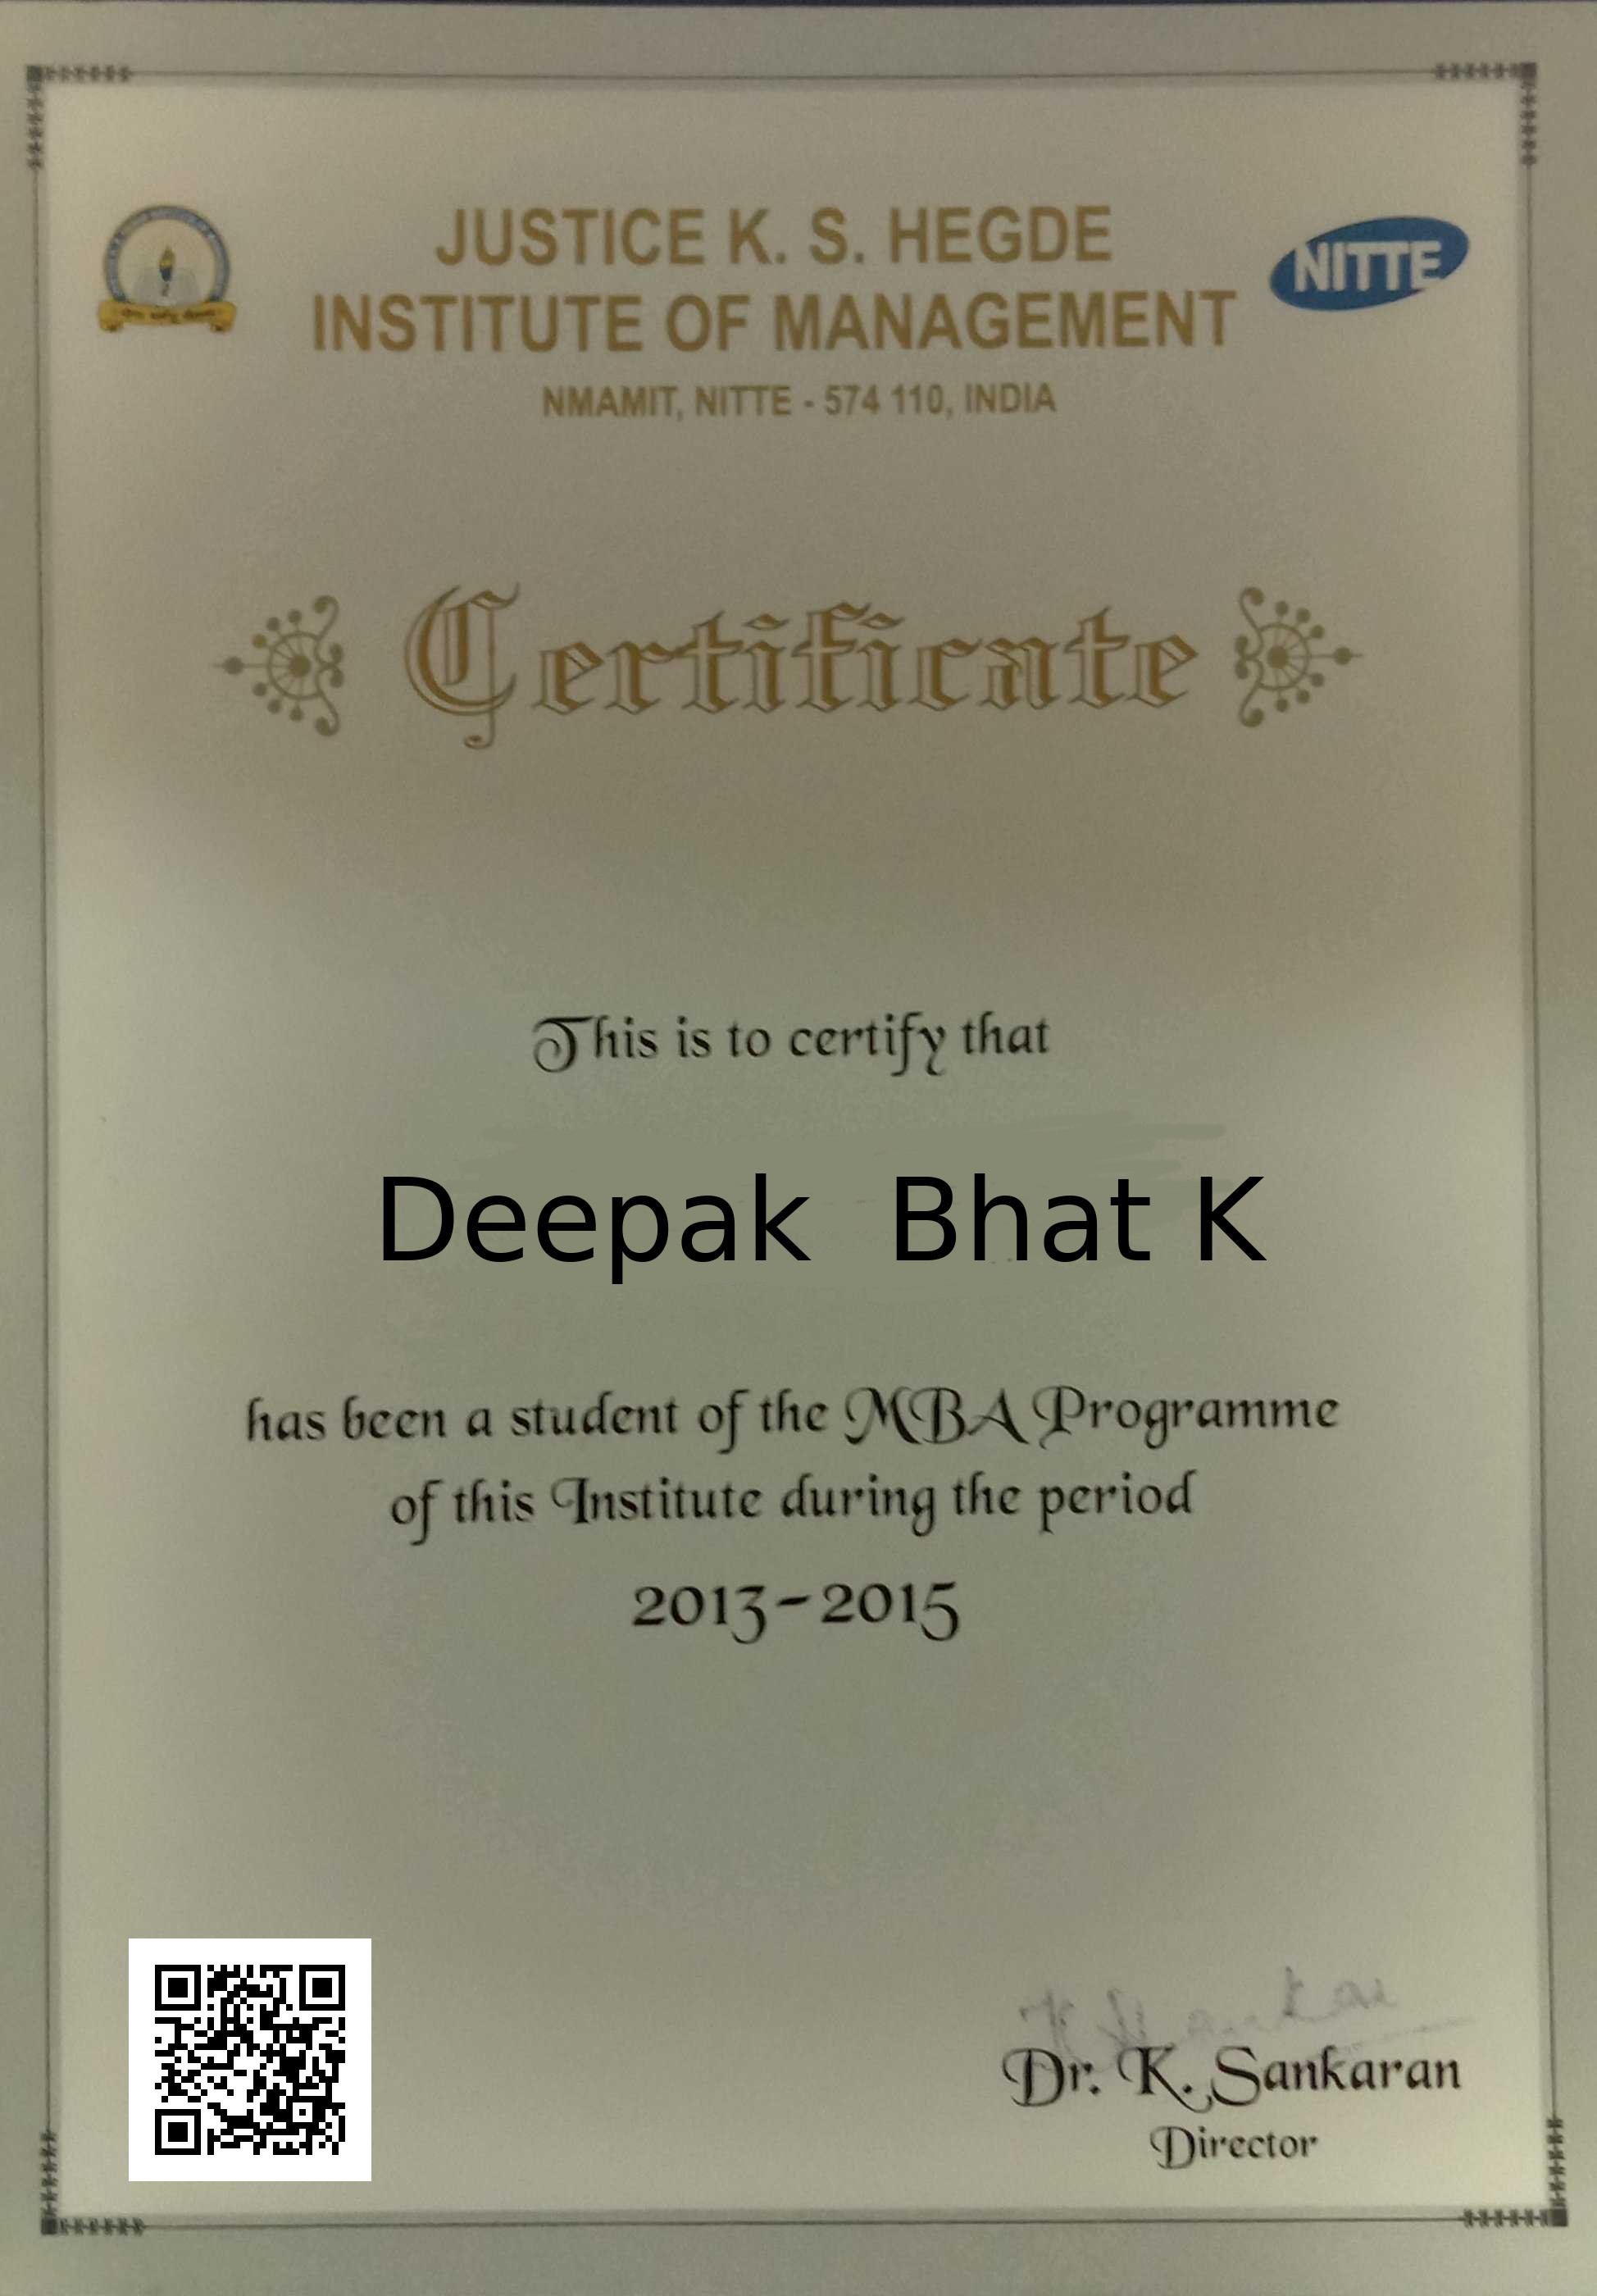 JUSTICE K. S. HEGDE
INSTITUTE OF MANAGEMENT
NITTE
NMAMIT, NITTE - 574 110, INDIA
Certificate
This is to certify that
Deepak Bhat K
has been a student of the MBA Programme
of this Institute during the period
2013-2015
Dr. K. Sankaran
Director